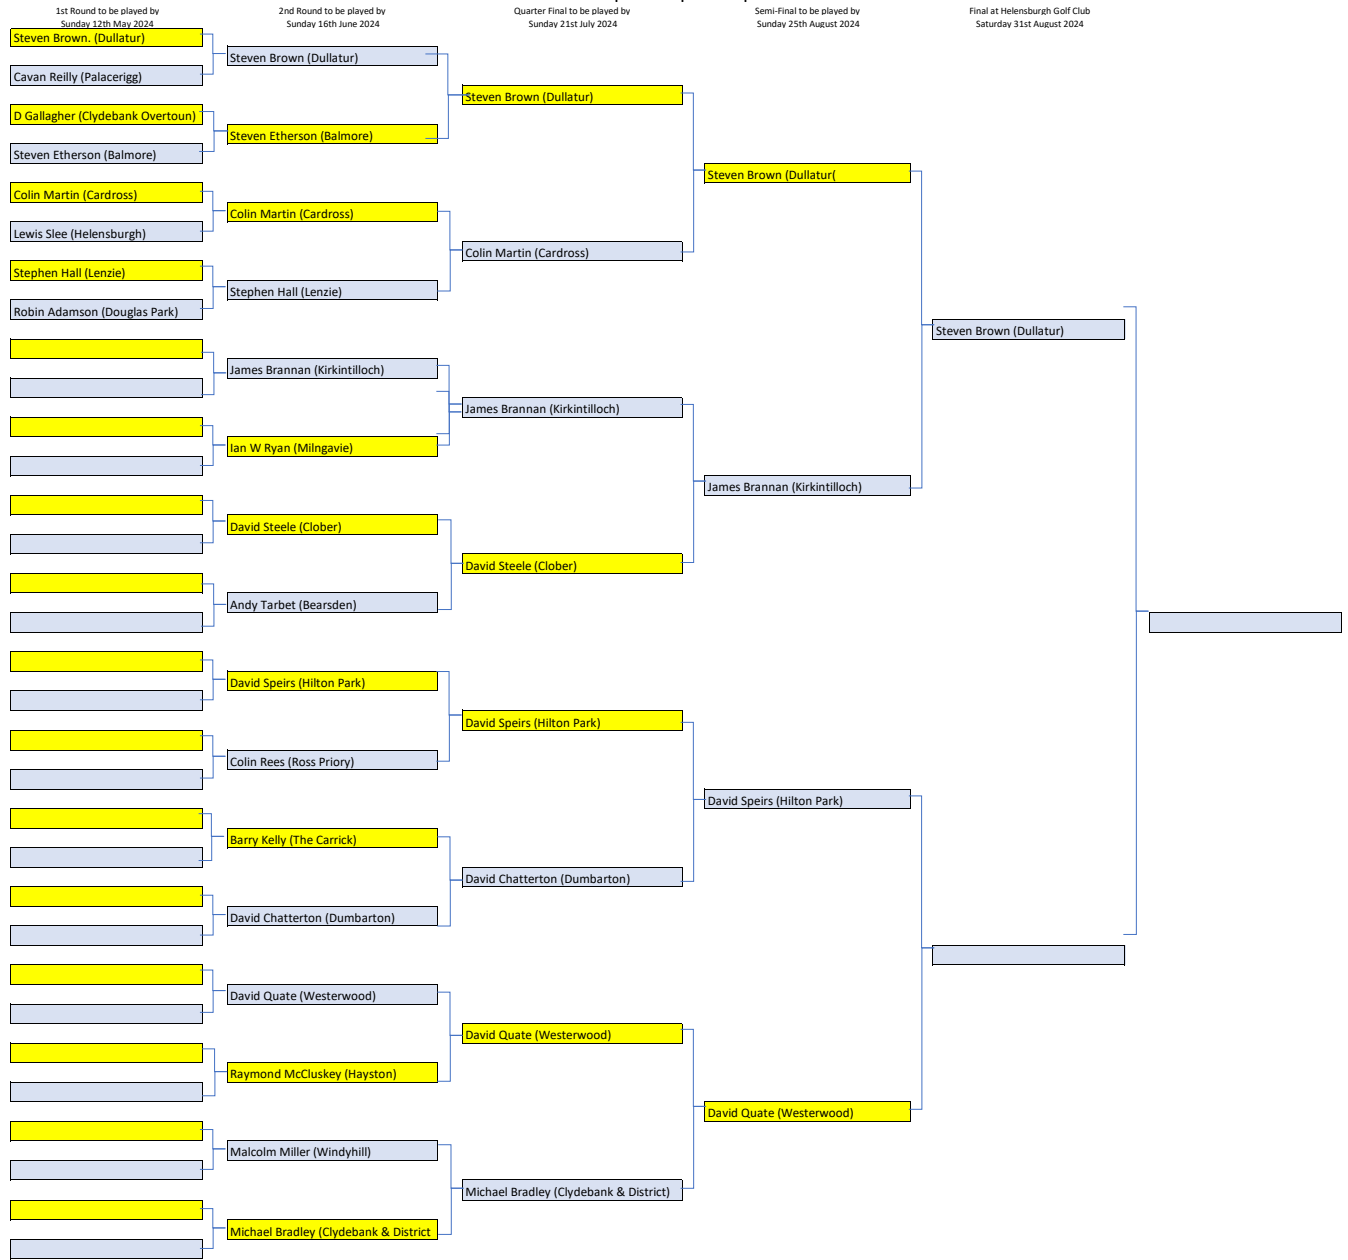 1st Round to be played by
Sunday 12th May 2024
2nd Round to be played by
Sunday 16th June 2024
Quarter Final to be played by
Sunday 21st July 2024
Semi-Final to be played by
Sunday 25th August 2024
Final at Helensburgh Golf Club
Saturday 31st August 2024
Steven Brown. (Dullatur)
Cavan Reilly (Palacerigg)
D Gallagher (Clydebank Overtoun)
Steven Etherson (Balmore)
Colin Martin (Cardross)
Lewis Slee (Helensburgh)
Stephen Hall (Lenzie)
Robin Adamson (Douglas Park)
Steven Brown (Dullatur)
Steven Etherson (Balmore)
Colin Martin (Cardross)
Stephen Hall (Lenzie)
James Brannan (Kirkintilloch)
Ian W Ryan (Milngavie)
David Steele (Clober)
Andy Tarbet (Bearsden)
David Speirs (Hilton Park)
Colin Rees (Ross Priory)
Barry Kelly (The Carrick)
David Chatterton (Dumbarton)
David Quate (Westerwood)
Raymond McCluskey (Hayston)
Malcolm Miller (Windyhill)
Michael Bradley (Clydebank & District
Steven Brown (Dullatur)
Colin Martin (Cardross)
James Brannan (Kirkintilloch)
David Steele (Clober)
David Speirs (Hilton Park)
David Chatterton (Dumbarton)
David Quate (Westerwood)
Michael Bradley (Clydebank & District)
Steven Brown (Dullatur(
James Brannan (Kirkintilloch)
David Speirs (Hilton Park)
David Quate (Westerwood)
Steven Brown (Dullatur)